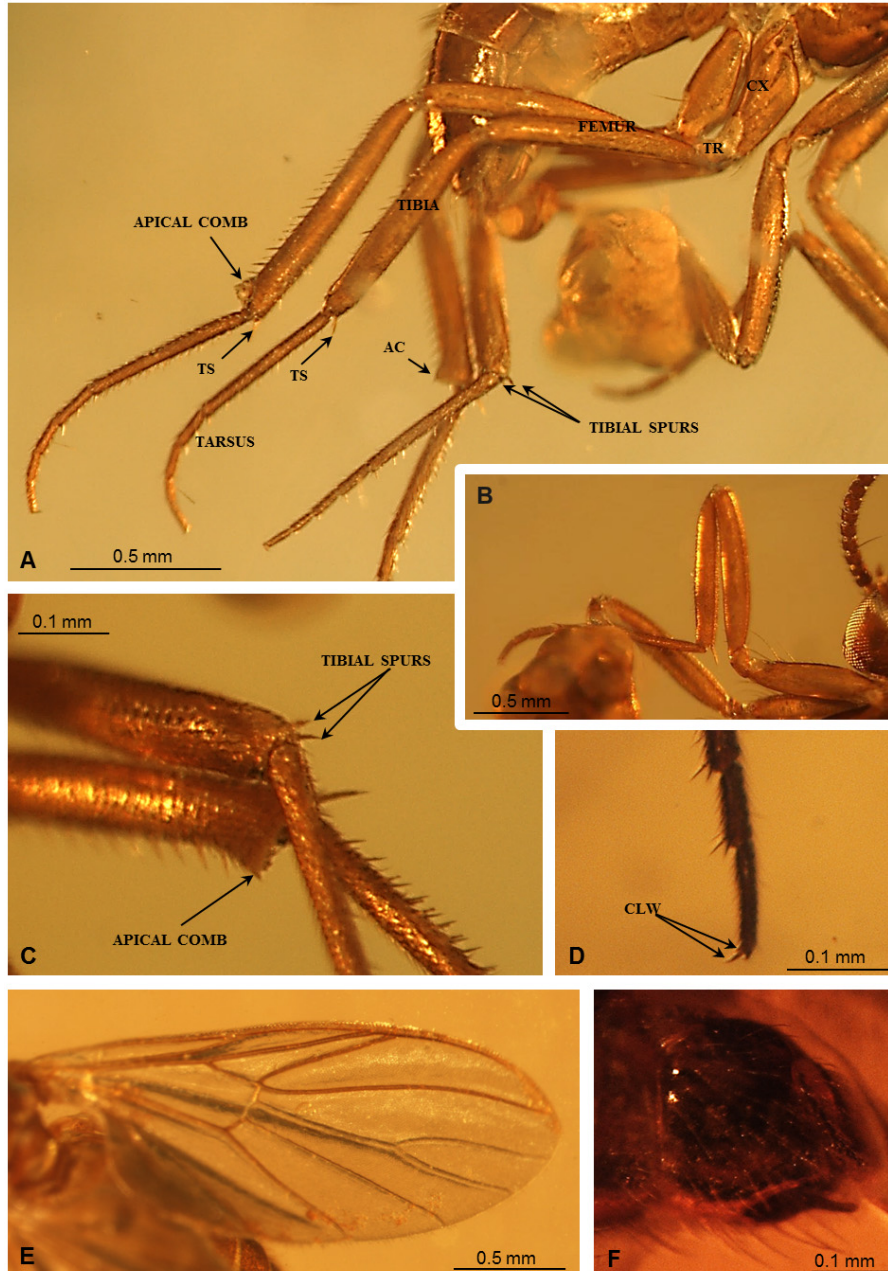 CX
FEMUR
TR
TIBIA
APICAL COMB
AC
TS
TS
TIBIAL SPURS
TARSUS
A
0.5 mm
B
0.5 mm
0.1 mm
TIBIAL SPURS
APICAL COMB
C
CLW
D
0.1 mm
E
0.5 mm
F
0.1 mm